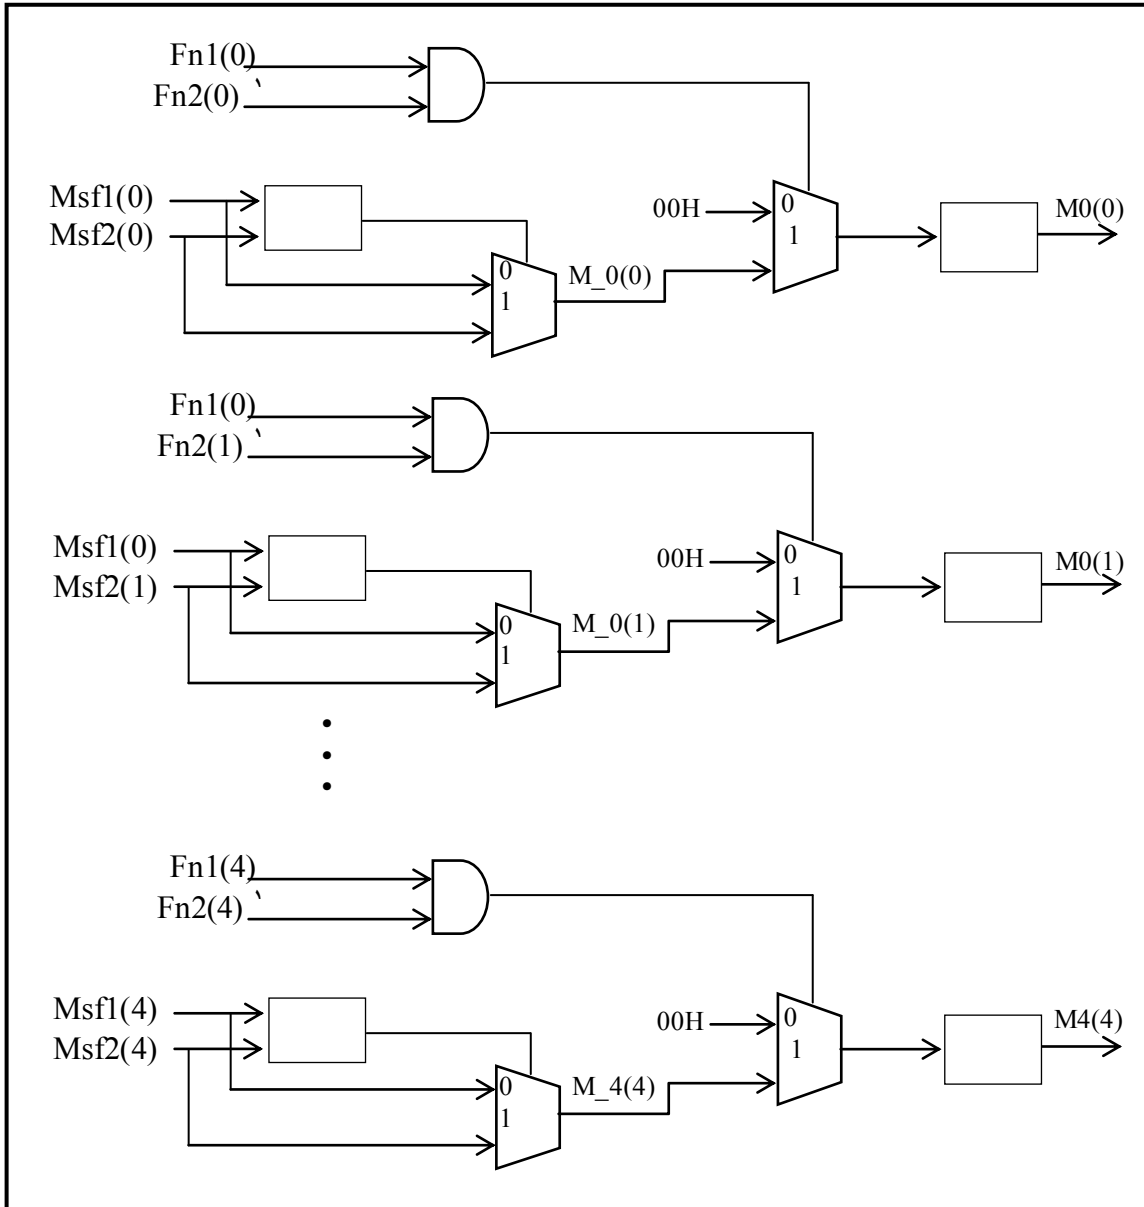 Fn1(0)
Fn2(0) `
Msf1(0)
Msf2(0)
00H
0
1
M0(0)
0
1
M_0(0)
Fn1(0)
Fn2(1) `
Msf1(0)
Msf2(1)
00H
0
1
M0(1)
0
1
M_0(1)
Fn1(4)
Fn2(4) `
Msf1(4)
Msf2(4)
00H
0
1
M4(4)
0
1
M_4(4)